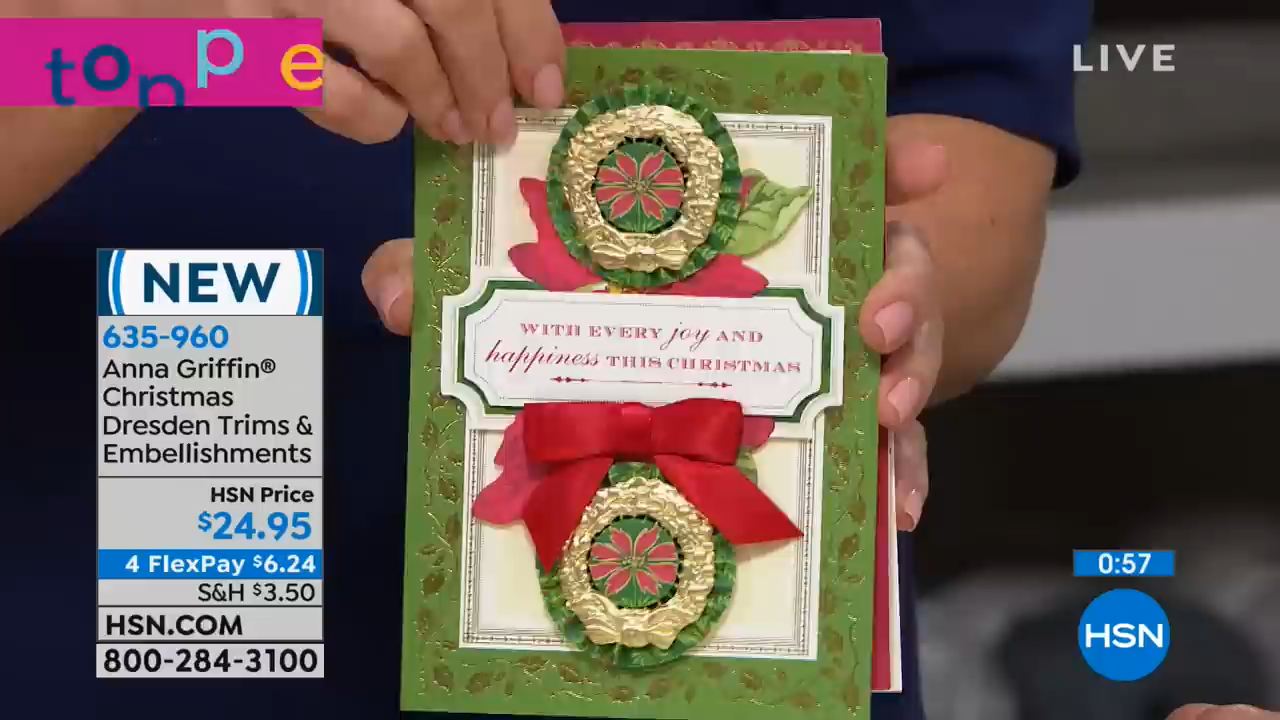 ton p e
LIVE
NEW
635-960
Anna Griffin®
Christmas
Dresden Trims &
Embellishments
HSN Price
$24.95
4 FlexPay $6.24
S&H $3.50
HSN.COM
800-284-3100
WITH EVERY joy AND
happiness THIS CHRISTMAS
0:57
HSN